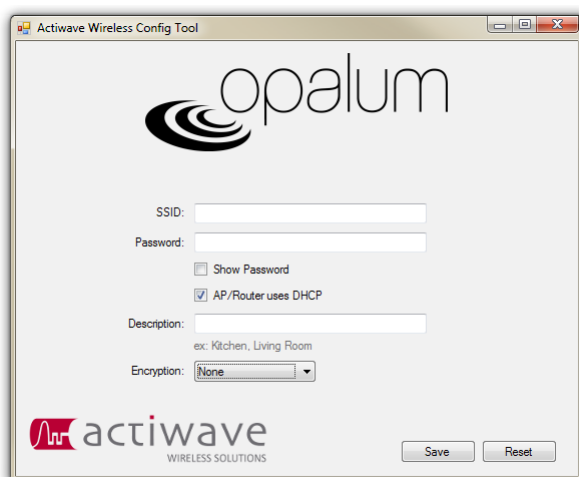 Actiwave Wireless Config Tool
opalum
SSID:
Password:
Show Password
AP/Router uses DHCP
Description:
ex: Kitchen, Living Room
Encryption: None
actiwave
WIRELESS SOLUTIONS
Save Reset